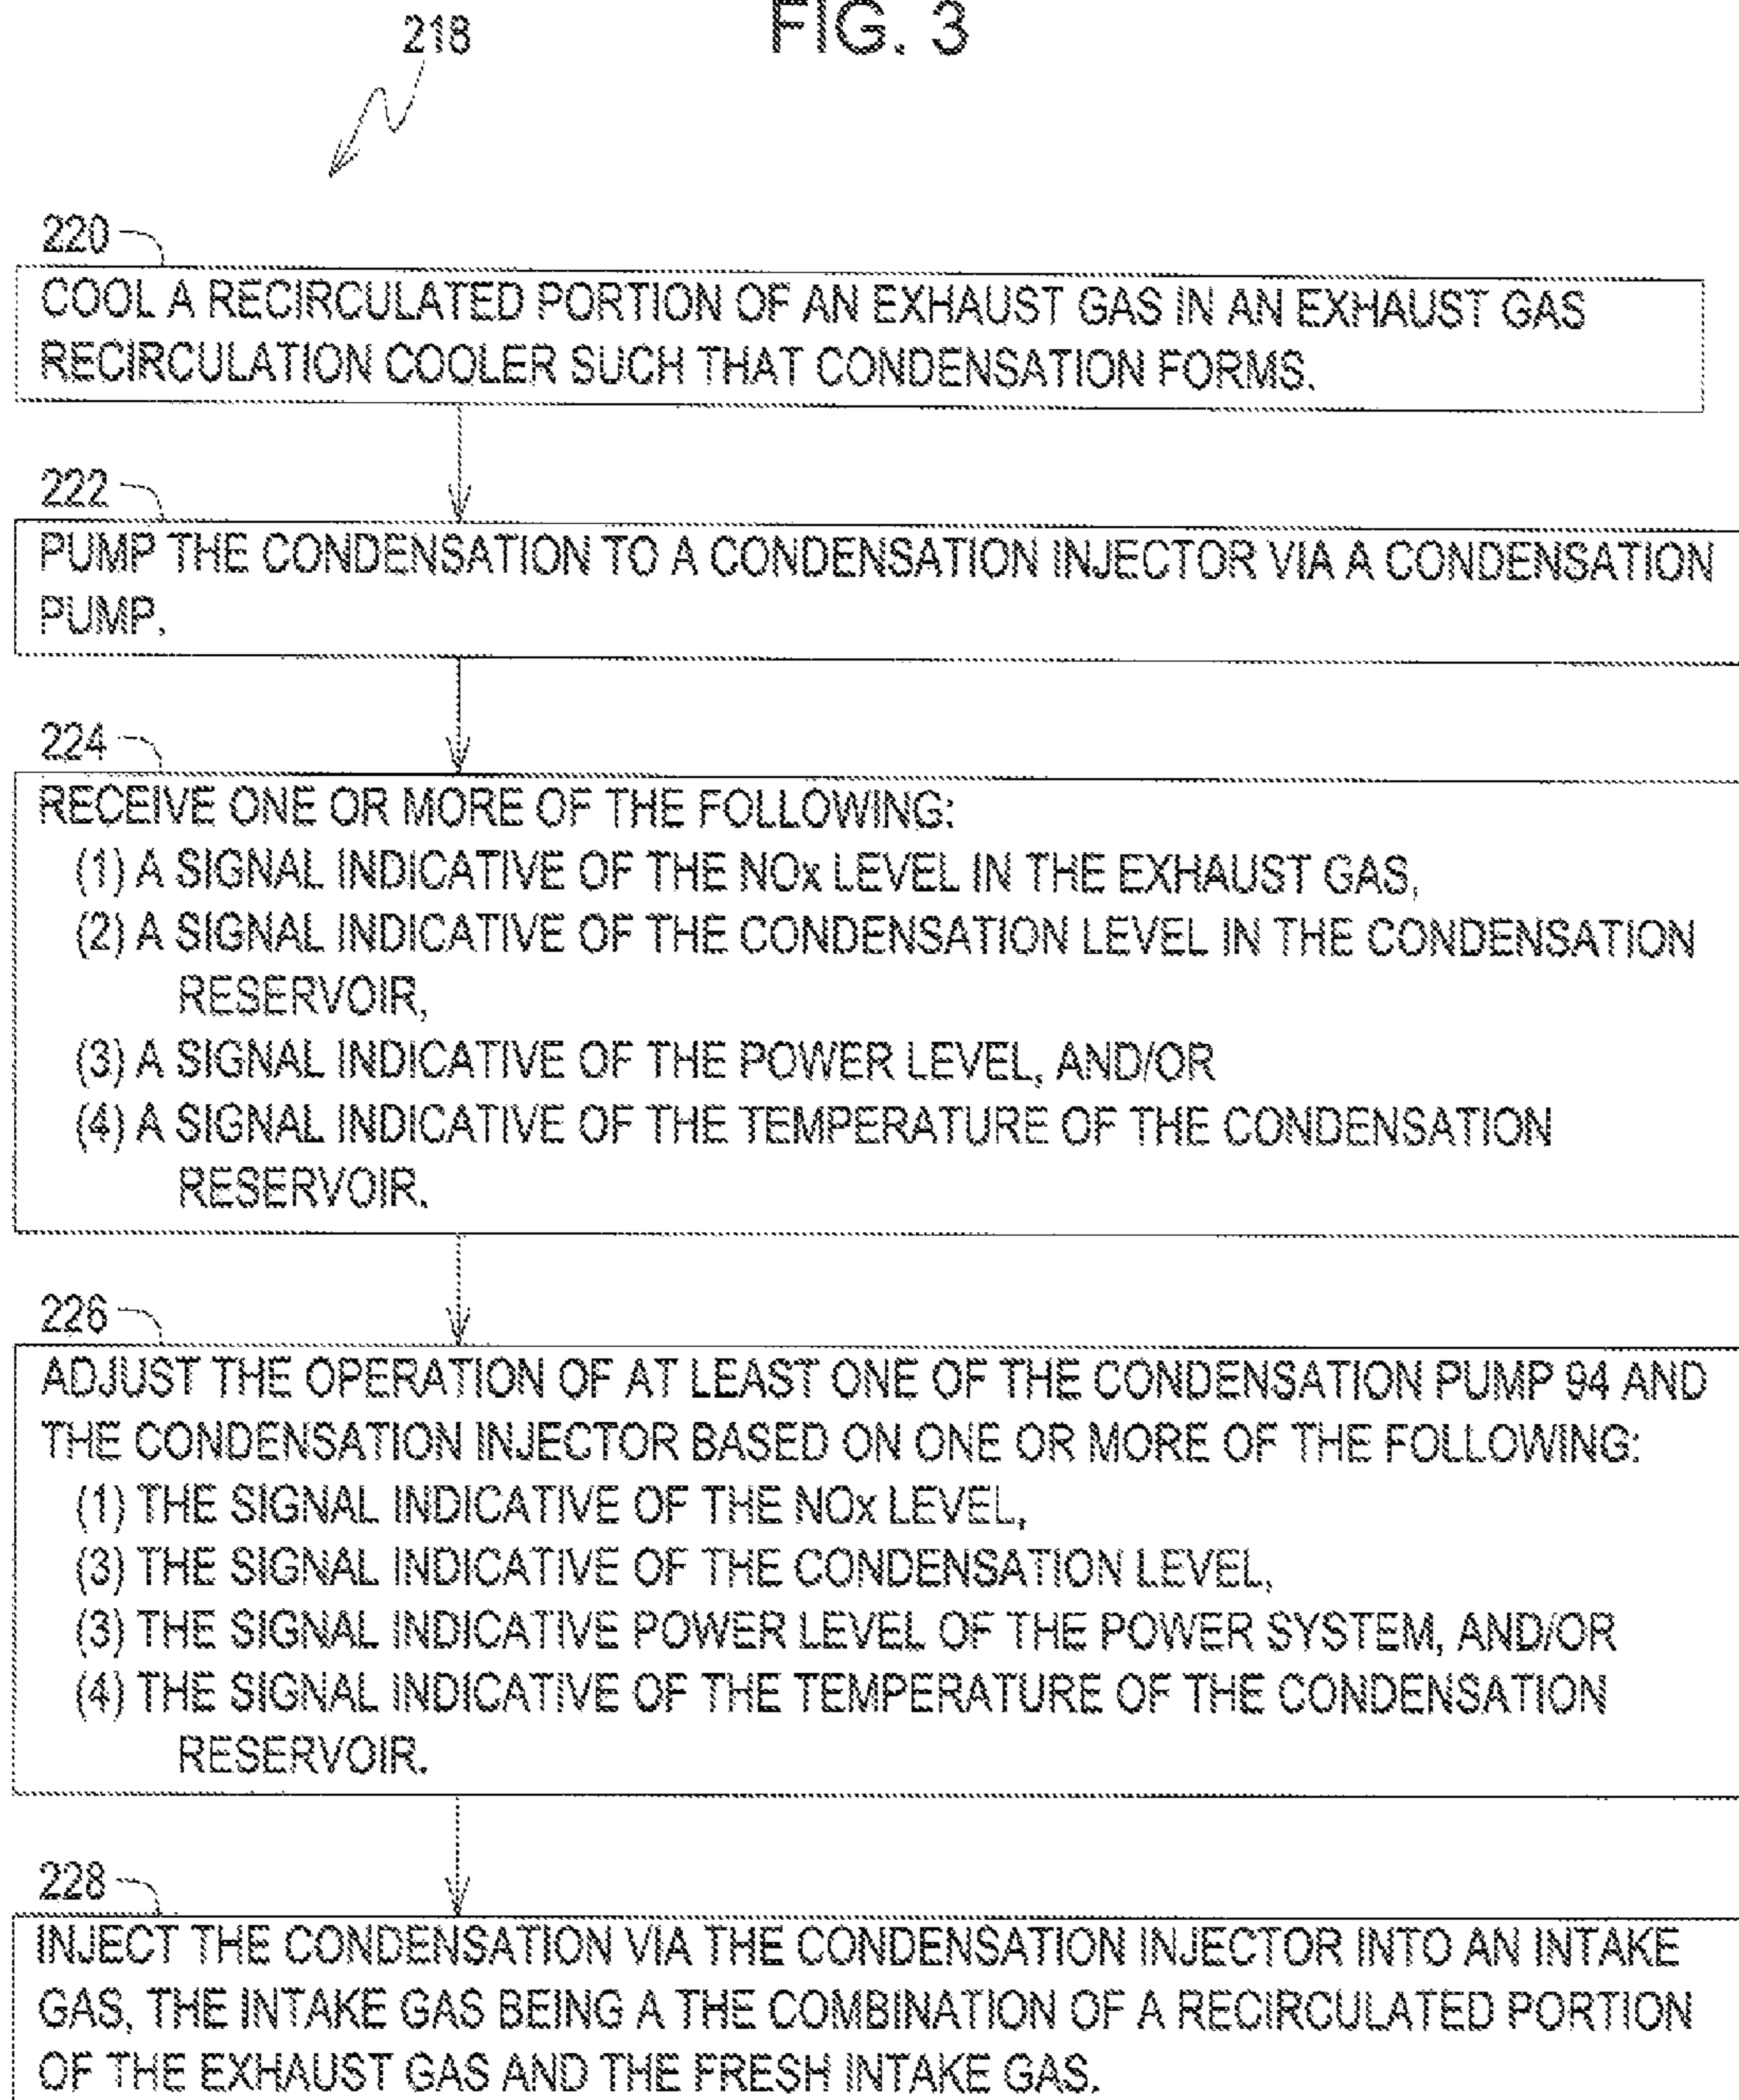 FIG. 3
218
220
COOL A RECIRCULATED PORTION OF AN EXHAUST GAS IN AN EXHAUST GAS
RECIRCULATION COOLER SUCH THAT CONDENSATION FORMS.
222
PUMP THE CONDENSATION TO A CONDENSATION INJECTOR VIA A CONDENSATION
PUMP.
224
RECEIVE ONE OR MORE OF THE FOLLOWING:
(1) A SIGNAL INDICATIVE OF THE NOx LEVEL IN THE EXHAUST GAS,
(2) A SIGNAL INDICATIVE OF THE CONDENSATION LEVEL IN THE CONDENSATION
RESERVOIR,
(3) A SIGNAL INDICATIVE OF THE POWER LEVEL, AND/OR
(4) A SIGNAL INDICATIVE OF THE TEMPERATURE OF THE CONDENSATION
RESERVOIR.
226
ADJUST THE OPERATION OF AT LEAST ONE OF THE CONDENSATION PUMP 94 AND
THE CONDENSATION INJECTOR BASED ON ONE OR MORE OF THE FOLLOWING:
(1) THE SIGNAL INDICATIVE OF THE NOx LEVEL,
(3) THE SIGNAL INDICATIVE OF THE CONDENSATION LEVEL,
(3) THE SIGNAL INDICATIVE POWER LEVEL OF THE POWER SYSTEM, AND/OR
(4) THE SIGNAL INDICATIVE OF THE TEMPERATURE OF THE CONDENSATION
RESERVOIR.
228
INJECT THE CONDENSATION VIA THE CONDENSATION INJECTOR INTO AN INTAKE
GAS, THE INTAKE GAS BEING A THE COMBINATION OF A RECIRCULATED PORTION
OF THE EXHAUST GAS AND THE FRESH INTAKE GAS.